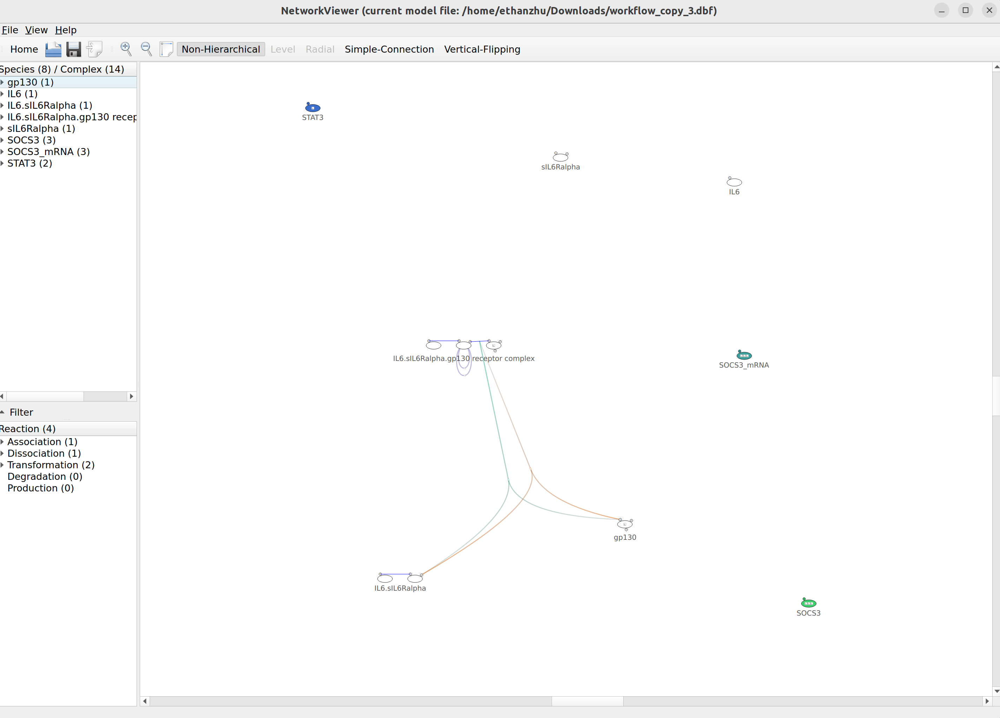 NetworkViewer (current model file: /home/ethanzhu/Downloads/workflow_copy_3.dbf)
File View Help
Home Non-Hierarchical Level Radial Simple-Connection Vertical-Flipping
Species (8) / Complex (14)
gp130 (1)
IL6 (1)
IL6.sIL6Ralpha (1)
IL6.sIL6Ralpha.gp130 recep
sIL6Ralpha (1)
SOCS3 (3)
SOCS3_mRNA (3)
STAT3 (2)
Filter
Reaction (4)
Association (1)
Dissociation (1)
Transformation (2)
Degradation (0)
Production (0)
STAT3
sIL6Ralpha
IL6
IL6.sIL6Ralpha.gp130 receptor complex
SOCS3_mRNA
gp130
IL6.sIL6Ralpha
SOCS3